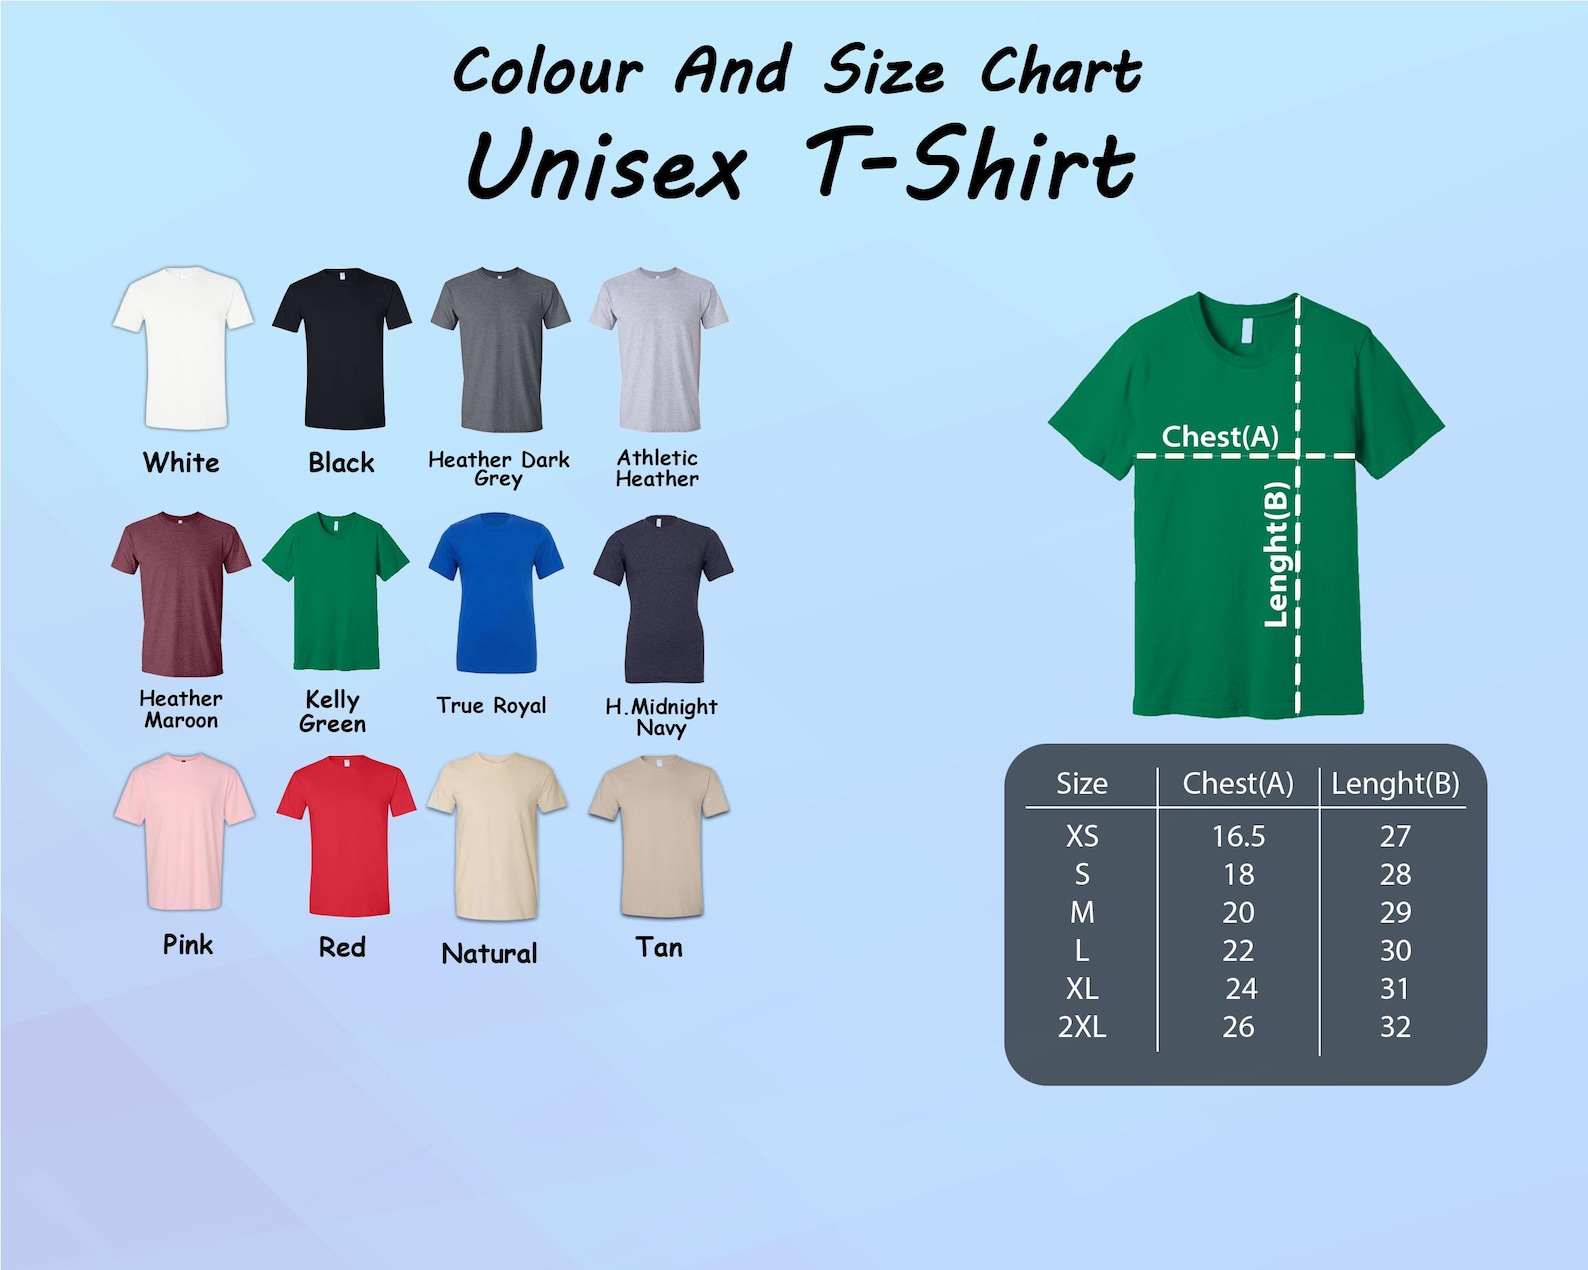 Colour And Size Chart
Unisex T-Shirt
White
Black
Heather Dark
Grey
Athletic
Heather
Heather
Maroon
Kelly
Green
True Royal
H.Midnight
Navy
Pink
Red
Natural
Tan
Chest(A)
Lenght(B)
Size Chest(A) Lenght(B)
XS 16.5 27
S 18 28
M 20 29
L 22 30
XL 24 31
2XL 26 32